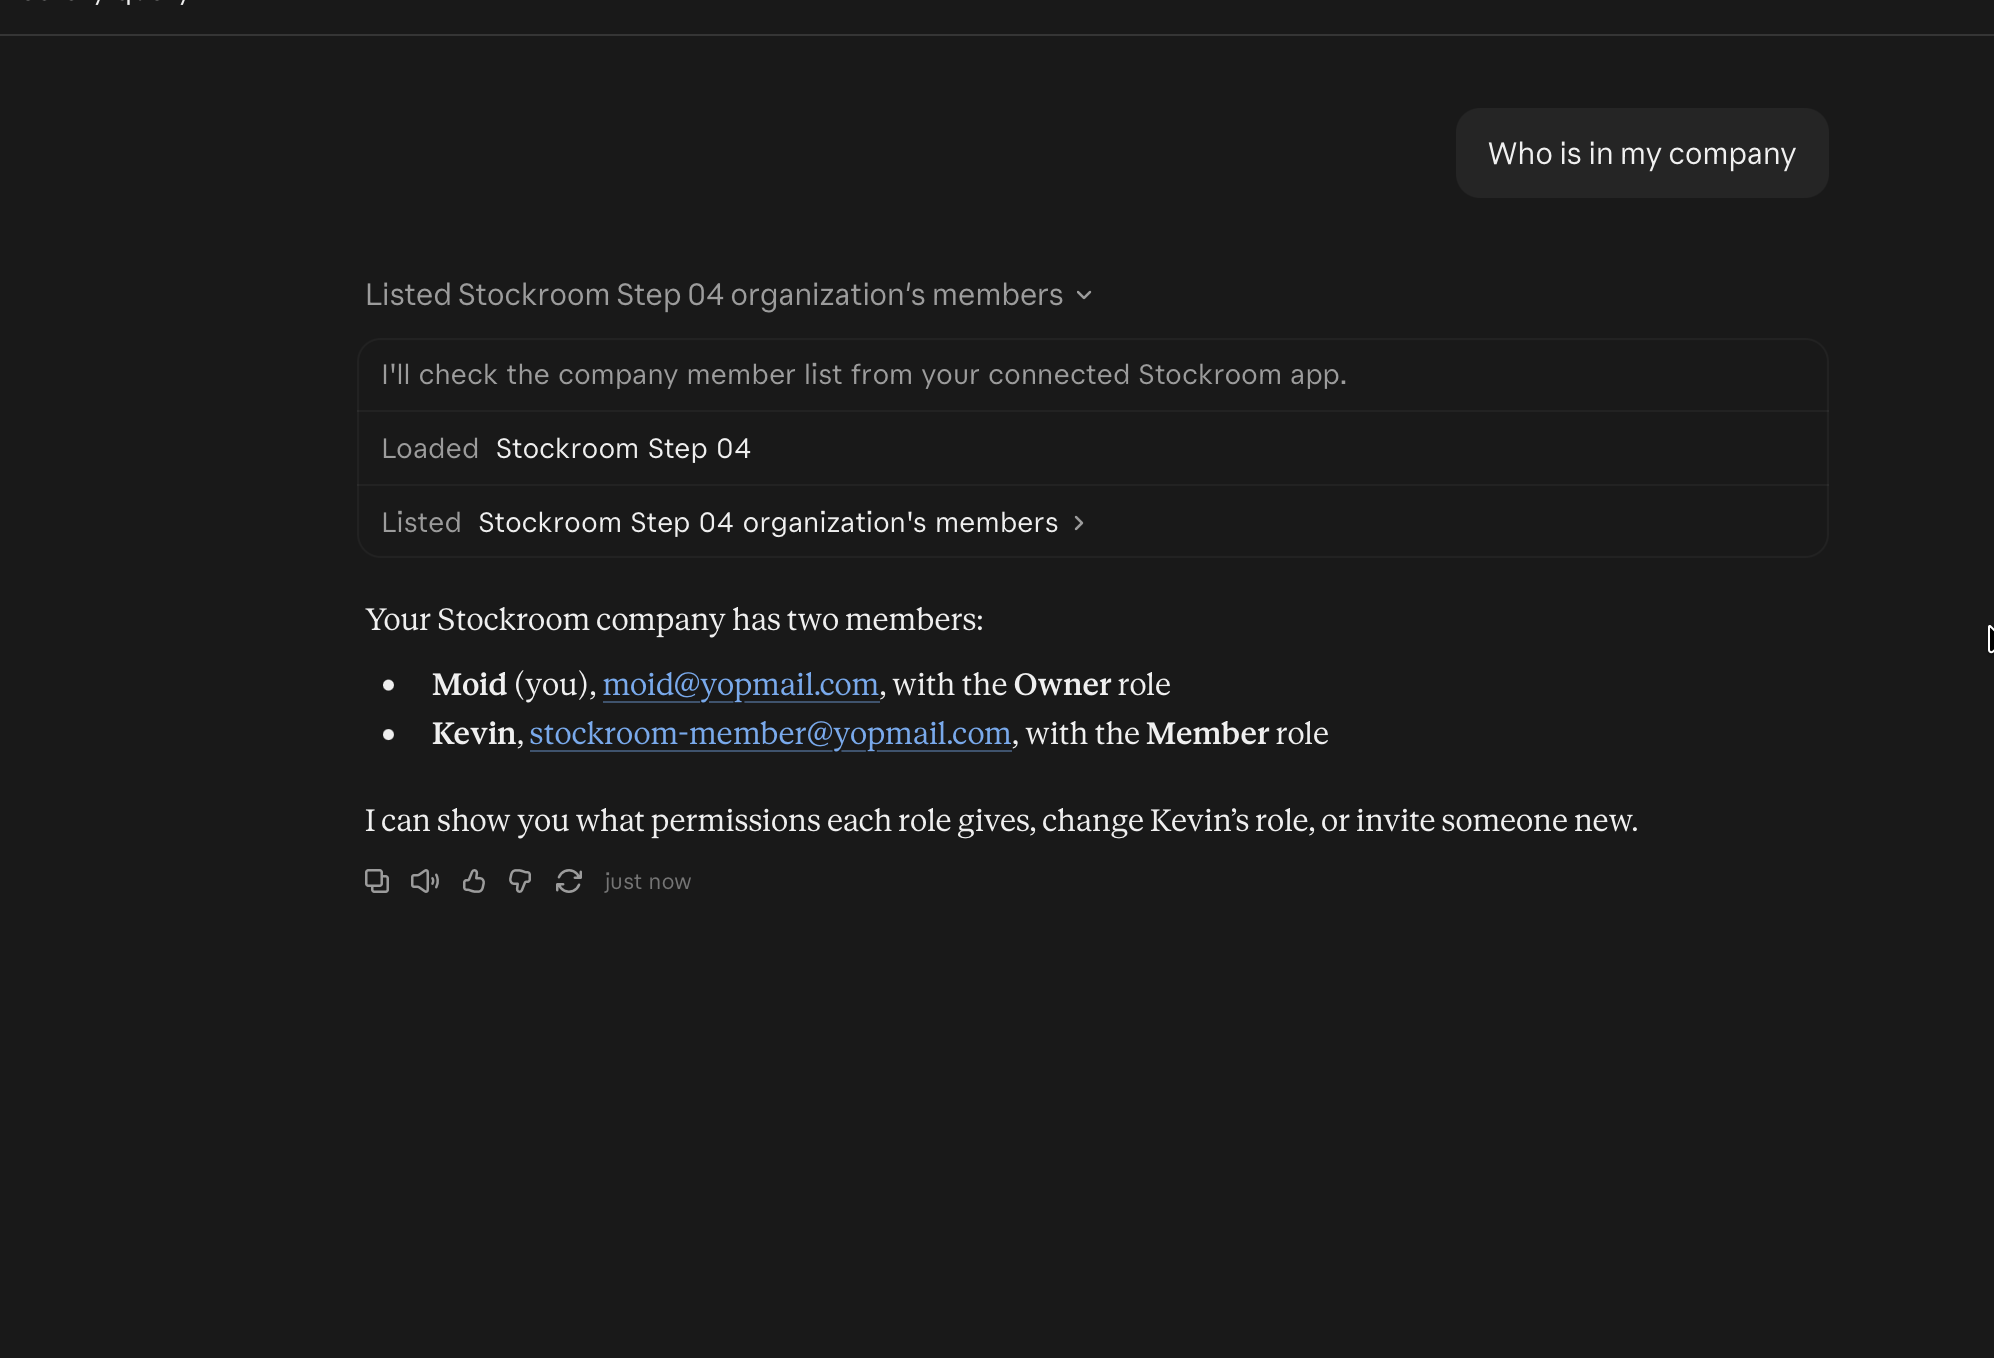 Who is in my company
Listed Stockroom Step 04 organization's members
I'll check the company member list from your connected Stockroom app.
Loaded Stockroom Step 04
Listed Stockroom Step 04 organization's members
Your Stockroom company has two members:
• Moid (you), moid@yopmail.com, with the Owner role
• Kevin, stockroom-member@yopmail.com, with the Member role
I can show you what permissions each role gives, change Kevin’s role, or invite someone new.
just now